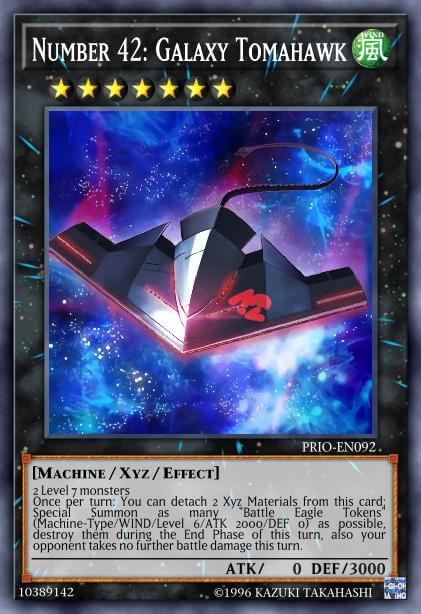 NUMBER 42: GALAXY TOMAHAWK
WIND
風
42
PRIO-EN092
[MACHINE / XYZ / EFFECT]
2 Level 7 monsters
Once per turn: You can detach 2 Xyz Materials from this card;
Special Summon as many "Battle Eagle Tokens"
(Machine-Type/WIND/Level 6/ATK 2000/DEF 0) as possible,
destroy them during the End Phase of this turn, also your
opponent takes no further battle damage this turn.
ATK/ 0 DEF/3000
10389142
©1996 KAZUKI TAKAHASHI